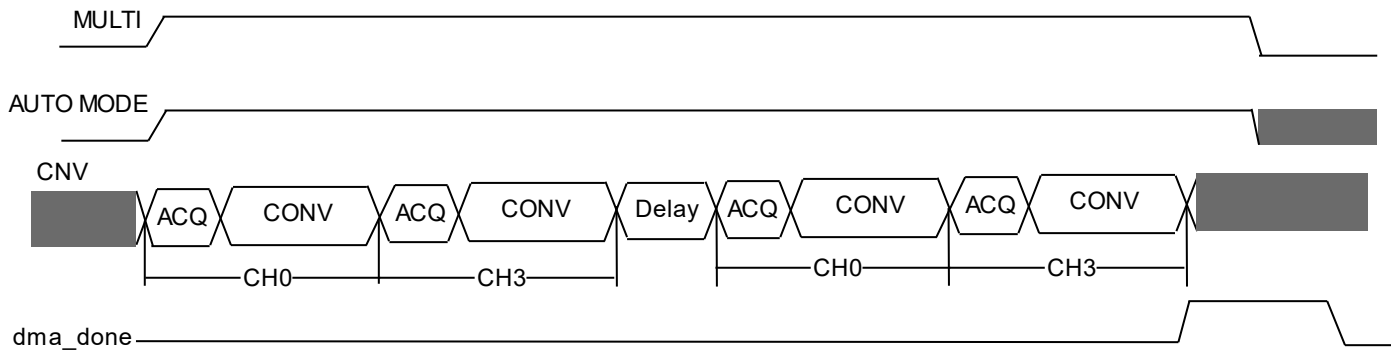 MULTI
AUTO MODE
CNV
ACQ CONV ACQ CONV Delay ACQ CONV ACQ CONV
CH0 CH3 CH0 CH3
dma_done